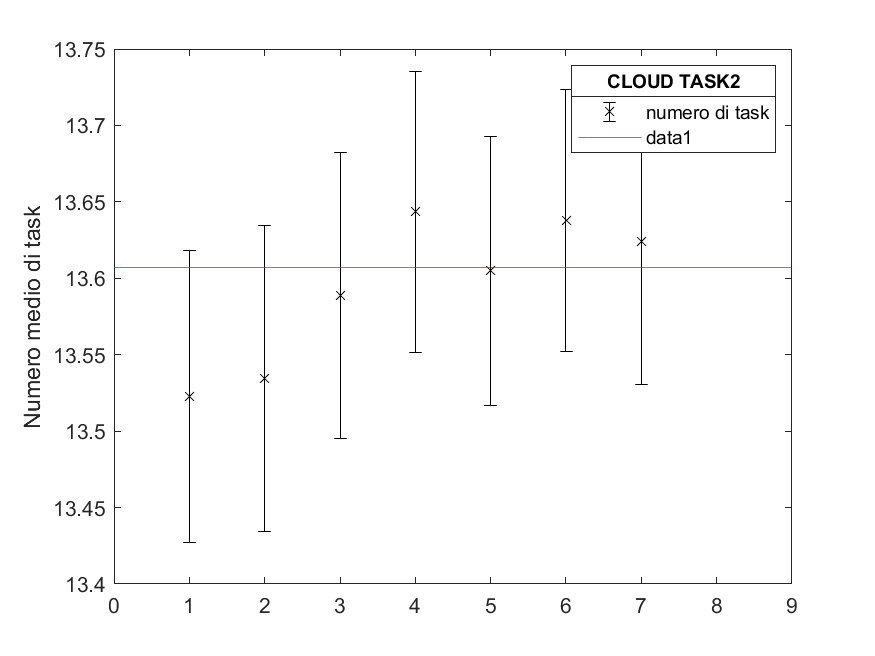 13.75
13.7
13.65
13.6
13.55
13.5
13.45
13.4
Numero medio di task
CLOUD TASK2
numero di task
data1
0 1 2 3 4 5 6 7 8 9